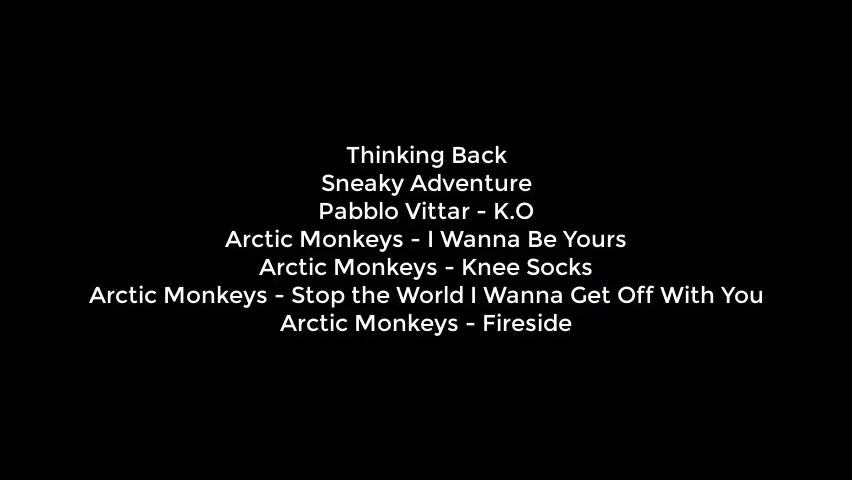 Thinking Back
Sneaky Adventure
Pabblo Vittar - K.O
Arctic Monkeys - I Wanna Be Yours
Arctic Monkeys - Knee Socks
Arctic Monkeys - Stop the World I Wanna Get Off With You
Arctic Monkeys - Fireside